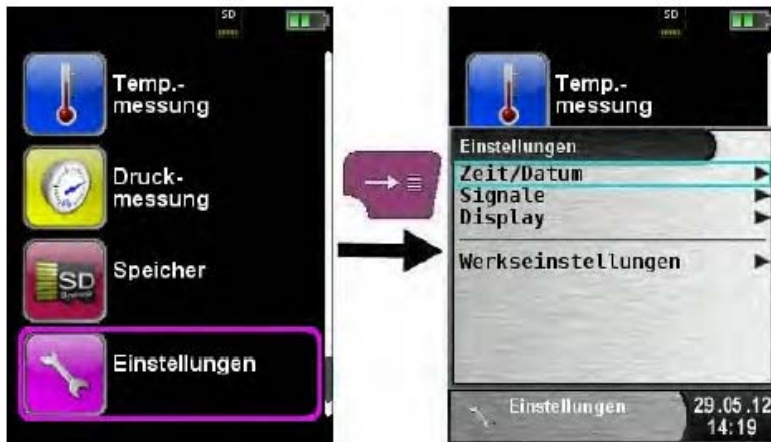 SD
Temp.-
messung
Druck-
messung
SD
Speicher
Einstellungen
SD
Temp.-
messung
Einstellungen
Zeit/Datum
Signale
Display
Werkseinstellungen
Einstellungen
29.05.12
14:19